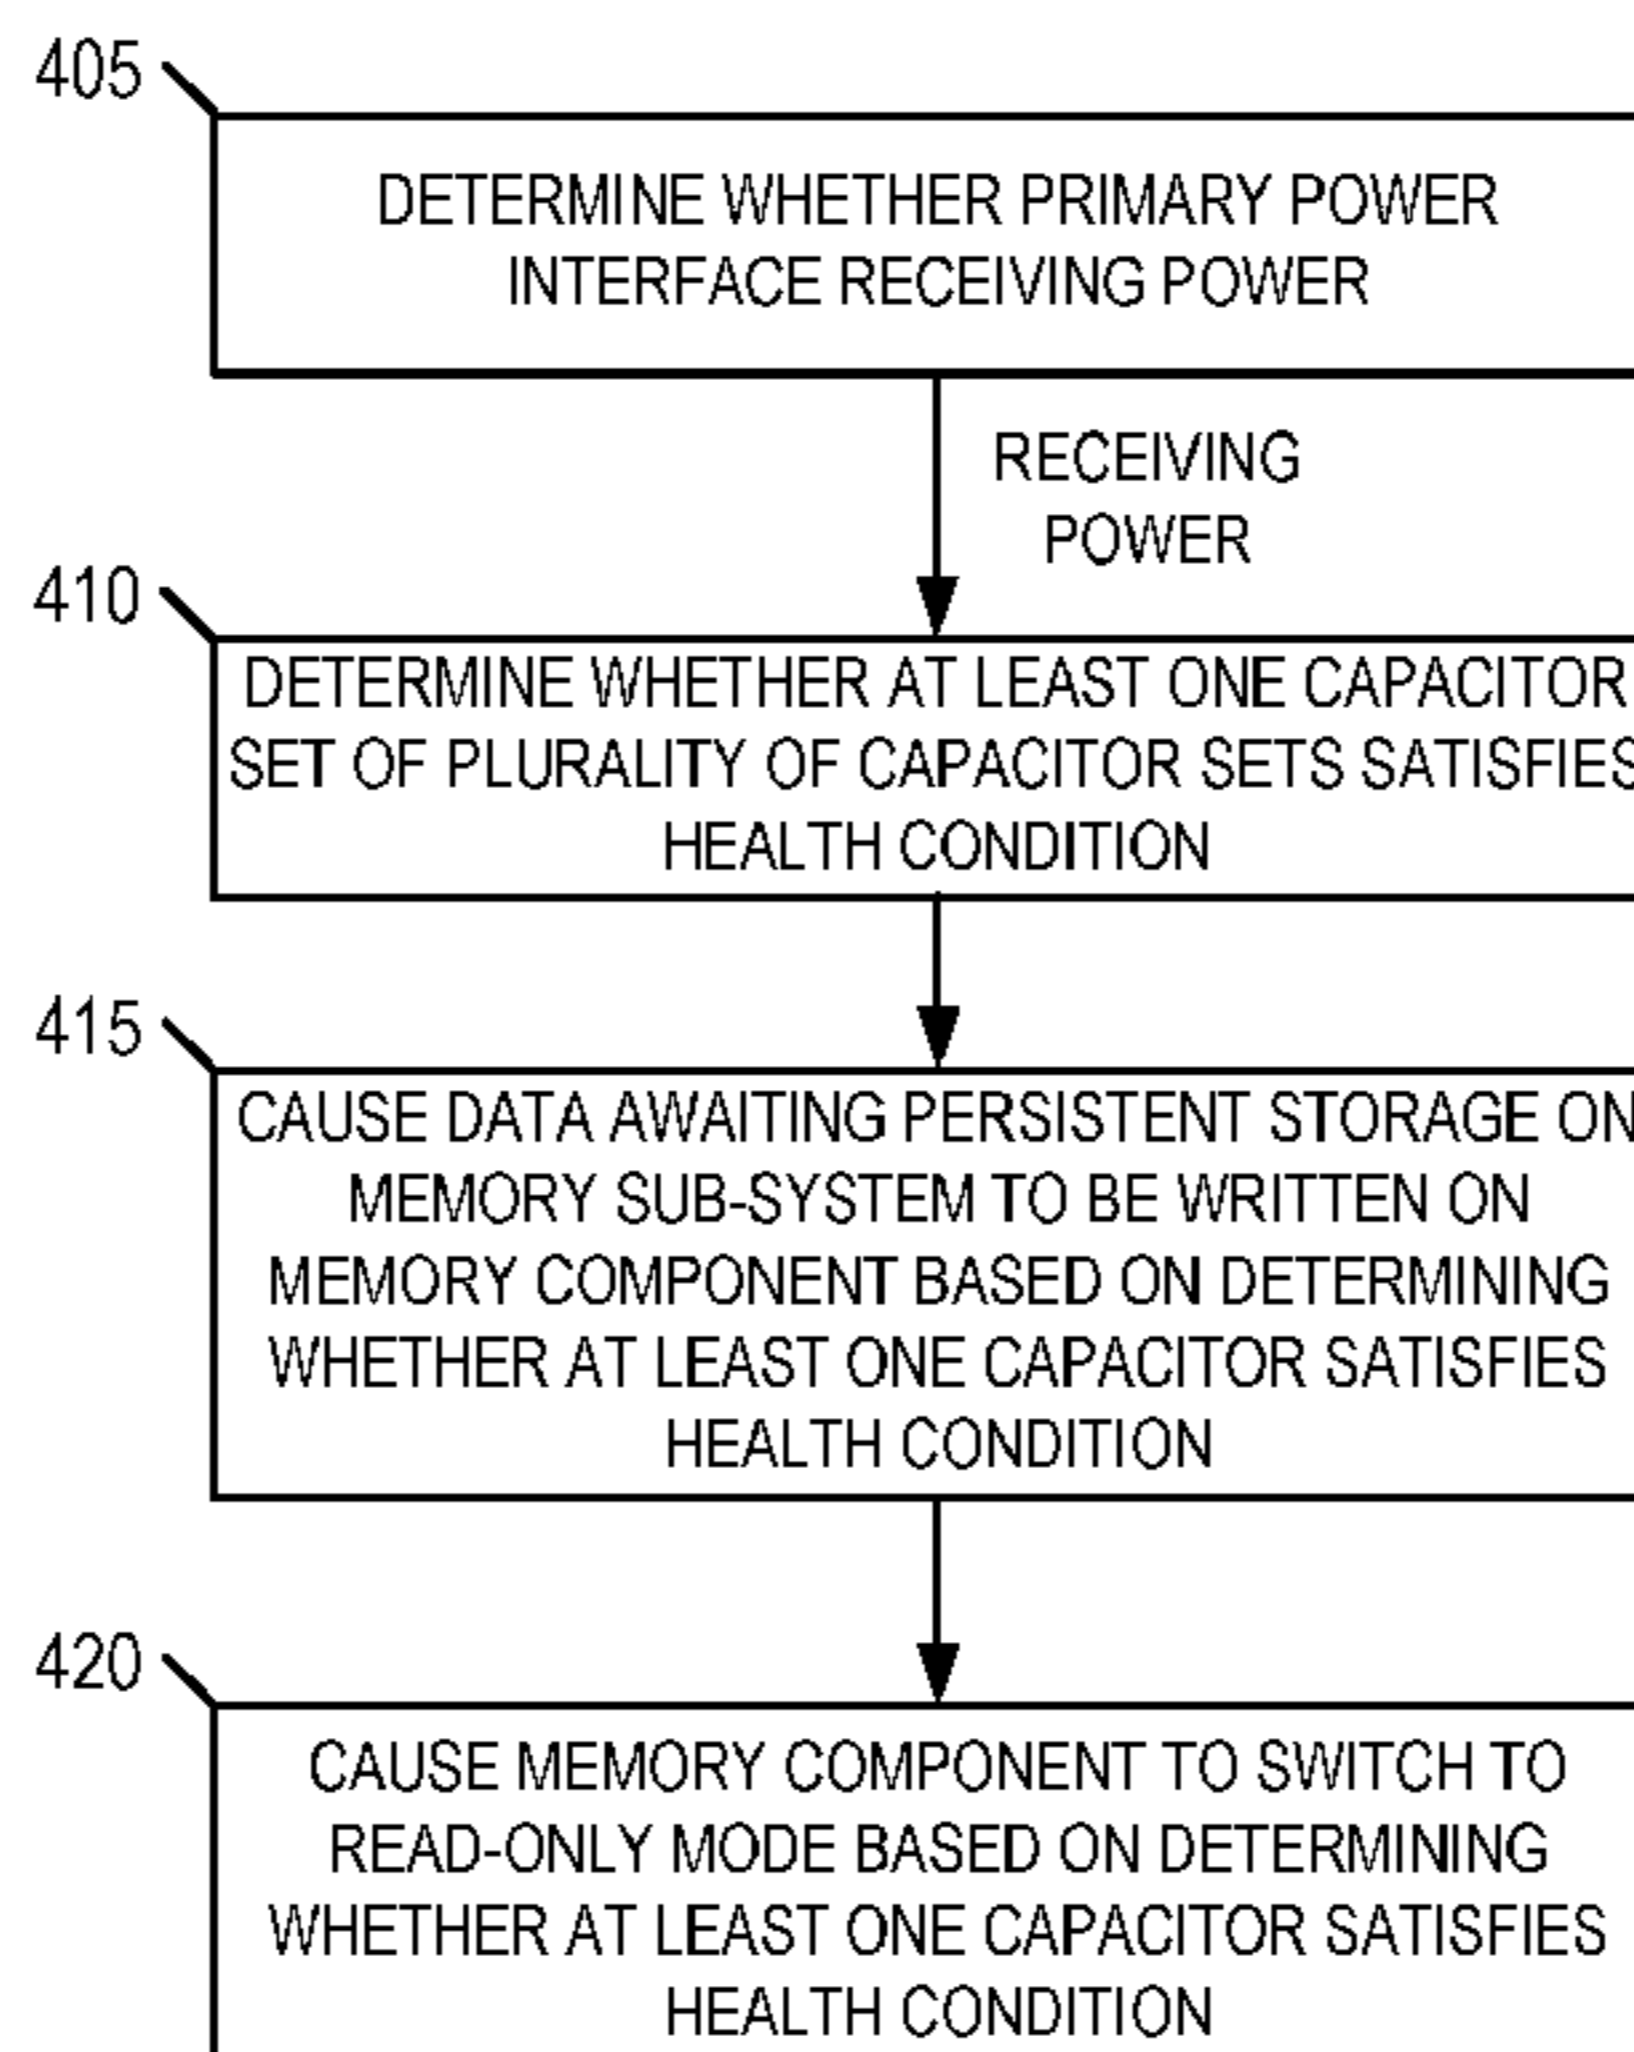 405
DETERMINE WHETHER PRIMARY POWER
INTERFACE RECEIVING POWER
RECEIVING
POWER
410
DETERMINE WHETHER AT LEAST ONE CAPACITOR
SET OF PLURALITY OF CAPACITOR SETS SATISFIES
HEALTH CONDITION
415
CAUSE DATA AWAITING PERSISTENT STORAGE ON
MEMORY SUB-SYSTEM TO BE WRITTEN ON
MEMORY COMPONENT BASED ON DETERMINING
WHETHER AT LEAST ONE CAPACITOR SATISFIES
HEALTH CONDITION
420
CAUSE MEMORY COMPONENT TO SWITCH TO
READ-ONLY MODE BASED ON DETERMINING
WHETHER AT LEAST ONE CAPACITOR SATISFIES
HEALTH CONDITION